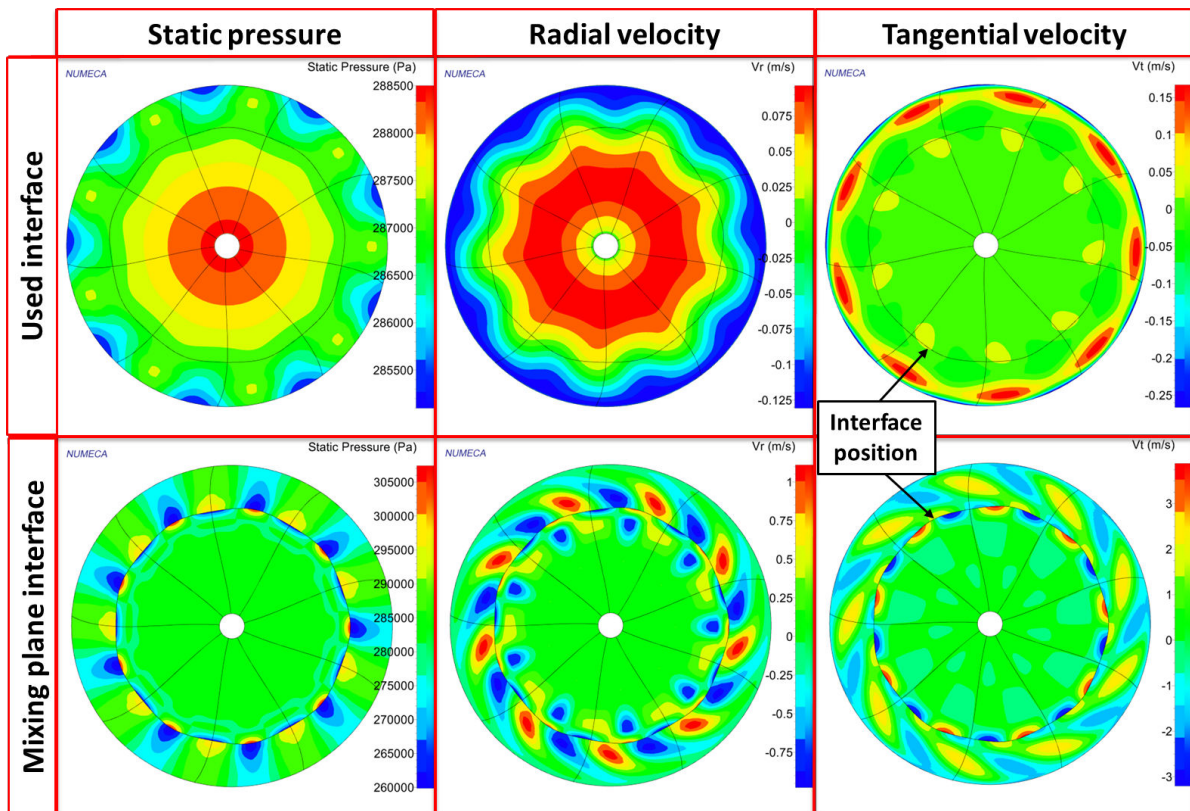 Static pressure
Radial velocity
Tangential velocity
Used interface
NUMECA
Static Pressure (Pa)
288500
288000
287500
287000
286500
286000
285500
NUMECA
Vr (m/s)
0.075
0.05
0.025
0
-0.025
-0.05
-0.075
-0.1
-0.125
NUMECA
Vt (m/s)
0.15
0.1
0.05
0
-0.05
-0.1
-0.15
-0.2
-0.25
Interface
position
Mixing plane interface
NUMECA
Static Pressure (Pa)
305000
300000
295000
290000
285000
280000
275000
270000
265000
260000
NUMECA
Vr (m/s)
1
0.75
0.5
0.25
0
-0.25
-0.5
-0.75
NUMECA
Vt (m/s)
3
2
1
0
-1
-2
-3